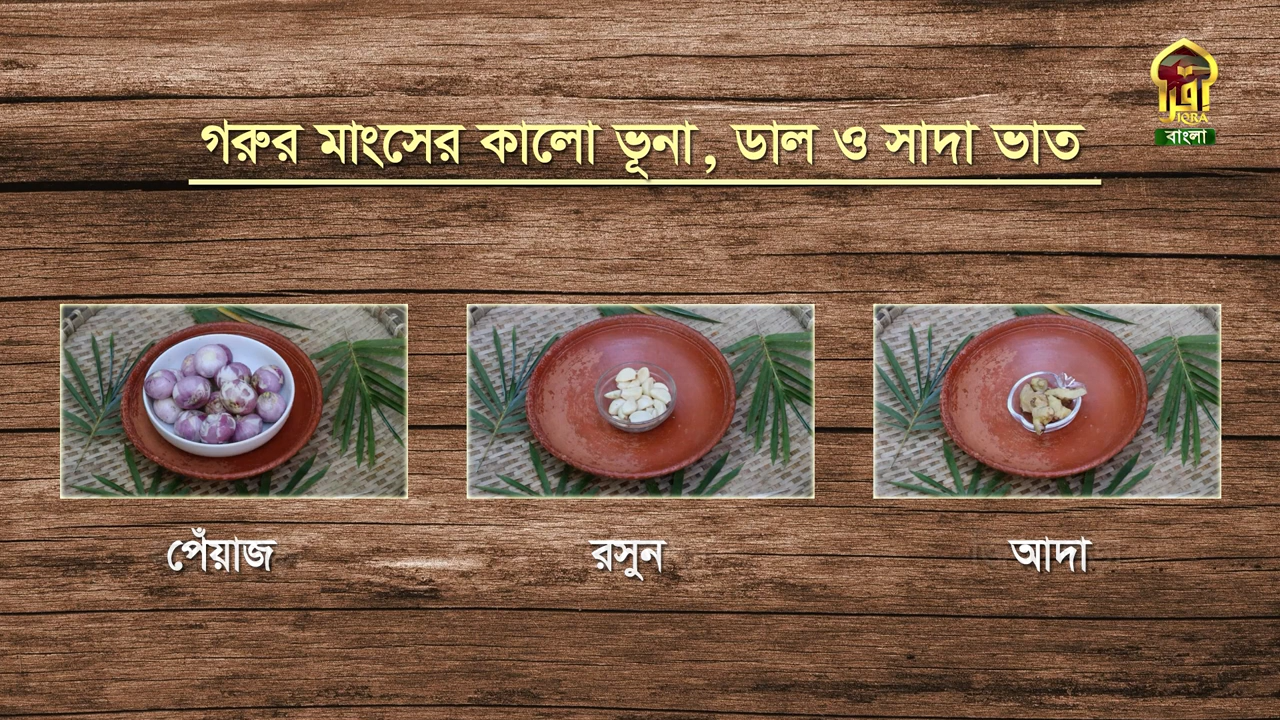 গরুর মাংসের কালো ভূনা, ডাল ও সাদা ভাত
IQRA
বাংলা
পেঁয়াজ
রসুন
আদা